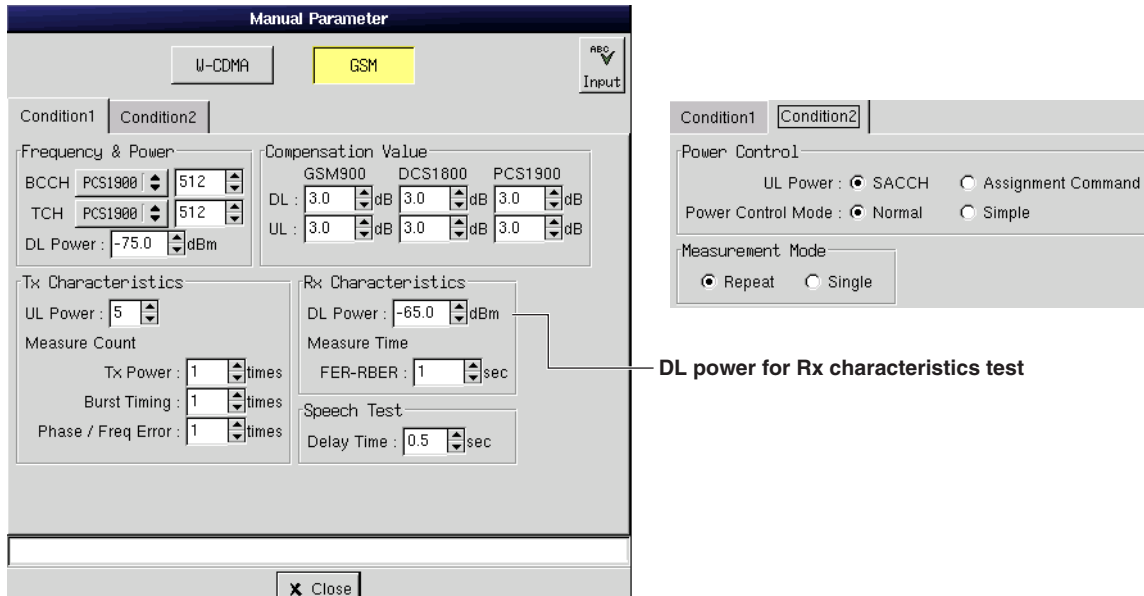 Manual Parameter
W-CDMA GSM
ABC
Input
Condition1 Condition2
Frequency & Power
BCCH PCS1900 512
TCH PCS1900 512
DL Power : -75.0 dBm
Compensation Value
GSM900 DCS1800 PCS1900
DL : 3.0 dB 3.0 dB 3.0 dB
UL : 3.0 dB 3.0 dB 3.0 dB
Tx Characteristics
UL Power : 5
Measure Count
Tx Power : 1 times
Burst Timing : 1 times
Phase / Freq Error : 1 times
Rx Characteristics
DL Power : -65.0 dBm
Measure Time
FER-RBER : 1 sec
Speech Test
Delay Time : 0.5 sec
X Close
Condition1 Condition2
Power Control
UL Power : SACCH Assignment Command
Power Control Mode : Normal Simple
Measurement Mode
Repeat Single
DL power for Rx characteristics test